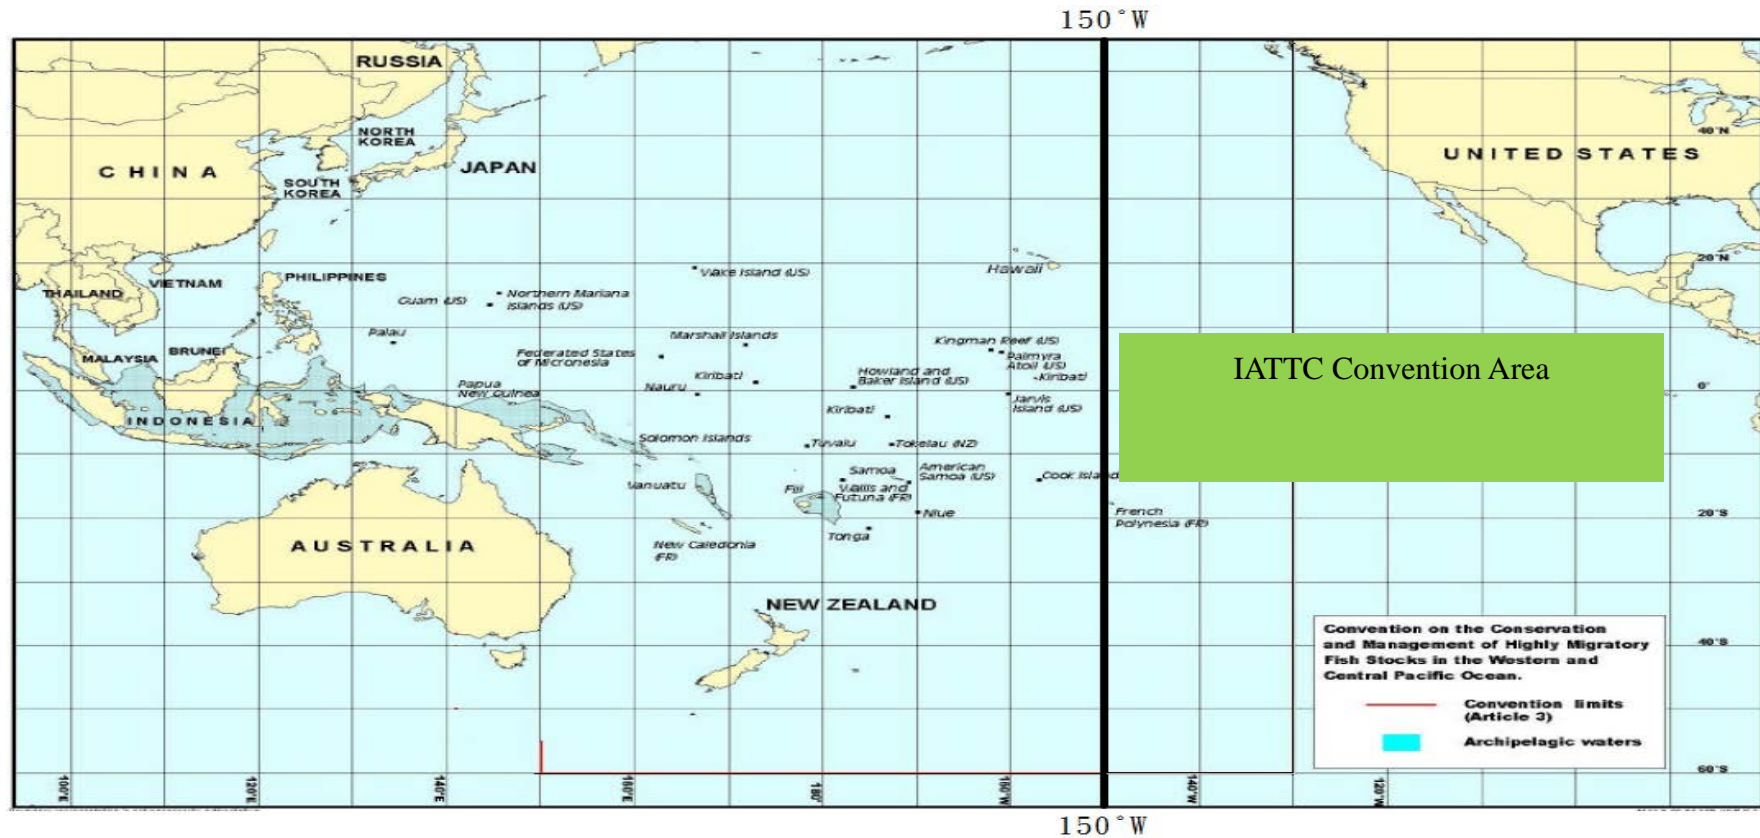 150°W
RUSSIA
NORTH
KOREA
CHINA
JAPAN
SOUTH
KOREA
UNITED STATES
40°N
20°N
VIETNAM
PHILIPPINES
THAILAND
Wake Island (US)
Hawaii
Guam (US)
Northern Mariana
Islands (US)
Palau
Marshall Islands
Kingman Reef (US)
MALAYSIA
BRUNEI
Federated States
of Micronesia
Palmyra
Atoll (US)
IATTC Convention Area
Kiribati
Howland and
Baker Island (US)
Kiribati
Papua
New Guinea
Nauru
0°
Jarvis
Island (US)
Kiribati
INDONESIA
Solomon Islands
Tuvalu
Tokelau (NZ)
Samoa
American
Samoa (US)
Cook Island
Vanuatu
Fiji
Wallis and
Futuna (FR)
Niue
French
Polynesia (FR)
20°S
Tonga
AUSTRALIA
New Caledonia
(FR)
NEW ZEALAND
Convention on the Conservation
and Management of Highly Migratory
Fish Stocks in the Western and
Central Pacific Ocean.
40°S
Convention limits
(Article 3)
Archipelagic waters
60°S
100°E
120°E
140°E
160°E
180°
160°W
140°W
120°W
150°W